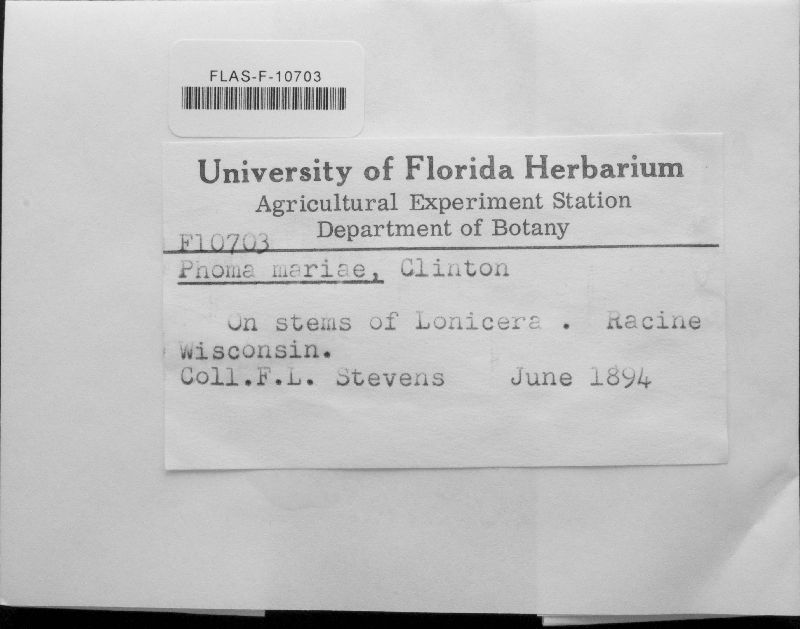 FLAS-F-10703
University of Florida Herbarium
Agricultural Experiment Station
Department of Botany
F10703
Phoma mariae, Clinton
On stems of Lonicera . Racine
Wisconsin.
Coll.F.L. Stevens June 1894